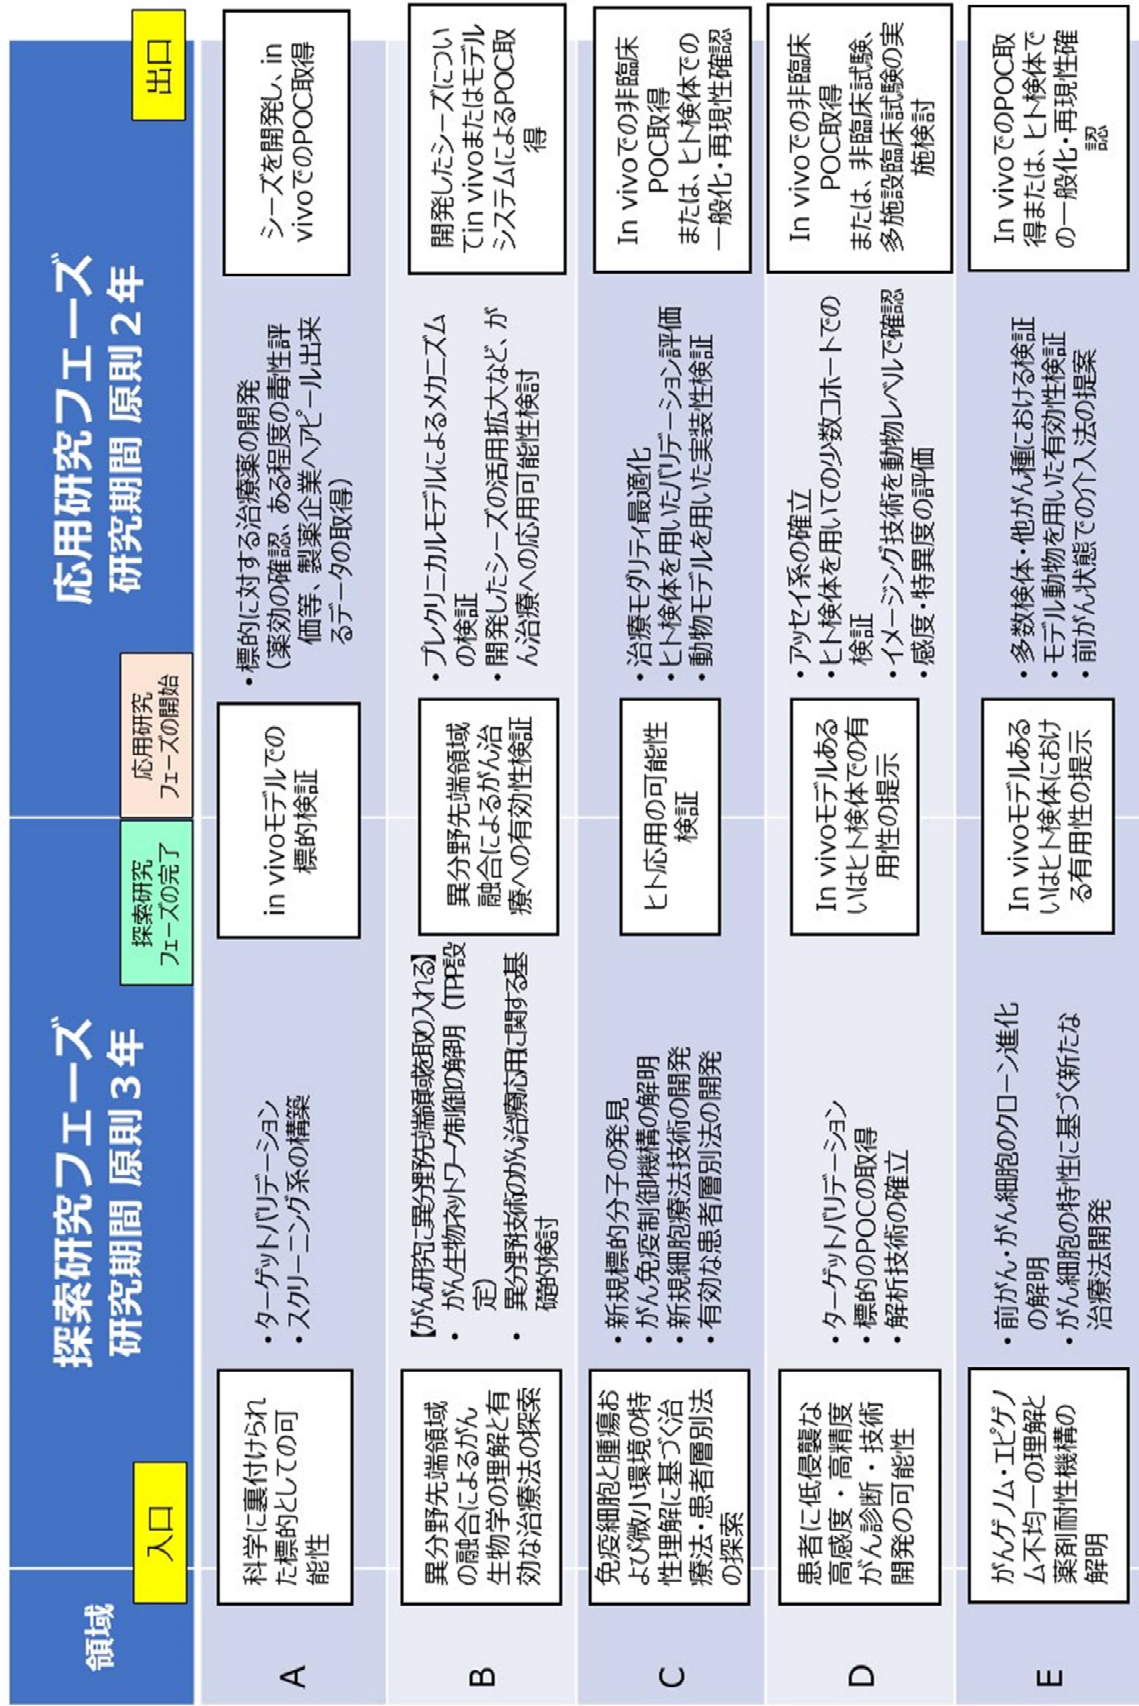 領域
探索研究フェーズ
研究期間 原則3年
応用研究フェーズ
研究期間 原則2年
入口
探索研究
フェーズの完了
応用研究
フェーズの開始
出口
A
科学に裏付けられ
た標的としての可
能性
・ターゲットバリデーション
・スクリーニング系の構築
in vivoモデルでの
標的検証
・標的に対する治療薬の開発
（薬効の確認、ある程度の毒性評
価等、製薬企業へアピール出来
るデータの取得）
シーズを開発し、in
vivoでのPOC取得
B
異分野先端領域
の融合によるがん
生物学の理解と有
効な治療法の探索
【がん研究に異分野先端領域を取り入れる】
・ がん生物ネットワーク制御の解明（TPP設
定）
・ 異分野技術のがん治療応用に関する基
礎的検討
異分野先端領域
融合によるがん治
療への有効性検証
・プレクリニカルモデルによるメカニズム
の検証
・開発したシーズの活用拡大など、が
ん治療への応用可能性検討
開発したシーズについ
てin vivoまたはモデル
システムによるPOC取
得
C
免疫細胞と腫瘍お
よび微小環境の特
性理解に基づく治
療法・患者層別法
の探索
・新規標的分子の発見
・がん免疫制御機構の解明
・新規細胞療法技術の開発
・有効な患者層別法の開発
ヒト応用の可能性
検証
・治療モダリティ最適化
・ヒト検体を用いたバリデーション評価
・動物モデルを用いた実装性検証
In vivoでの非臨床
POC取得
または、ヒト検体での
一般化・再現性確認
D
患者に低侵襲な
高感度・高精度
がん診断・技術
開発の可能性
・ターゲットバリデーション
・標的のPOCの取得
・解析技術の確立
In vivoモデルある
いはヒト検体での有
用性の提示
・アッセイ系の確立
・ヒト検体を用いての少数コホートでの
検証
・イメージング技術を動物レベルで確認
・感度・特異度の評価
In vivoでの非臨床
POC取得
または、非臨床試験、
多施設臨床試験の実
施検討
E
がんゲノム・エピゲノ
ム不均一の理解と
薬剤耐性機構の
解明
・前がん・がん細胞のクローン進化
の解明
・がん細胞の特性に基づく新たな
治療法開発
In vivoモデルある
いはヒト検体におけ
る有用性の提示
・多数検体・他がん種における検証
・モデル動物を用いた有効性検証
・前がん状態での介入法の提案
In vivoでのPOC取
得または、ヒト検体で
の一般化・再現性確
認